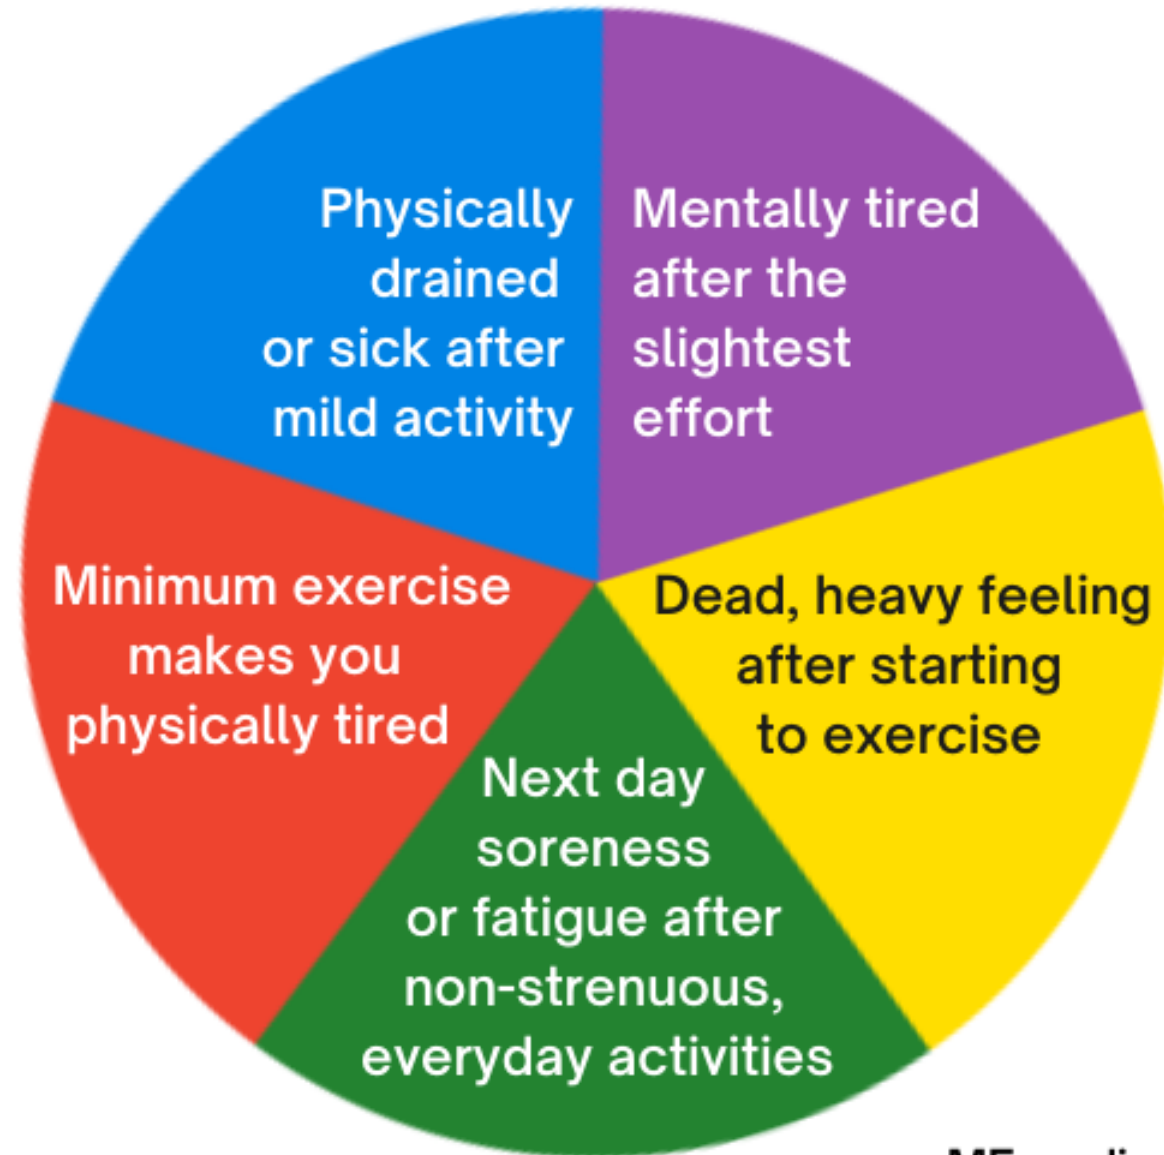 Physically
drained
or sick after
mild activity
Mentally tired
after the
slightest
effort
Minimum exercise
makes you
physically tired
Dead, heavy feeling
after starting
to exercise
Next day
soreness
or fatigue after
non-strenuous,
everyday activities